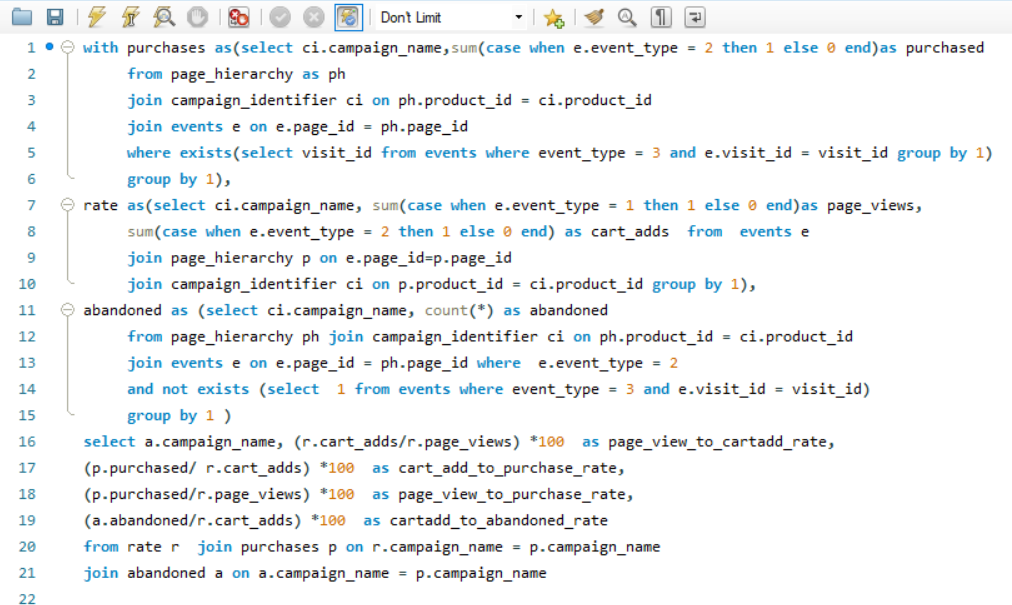 Don't Limit
1 with purchases as(select ci.campaign_name,sum(case when e.event_type = 2 then 1 else 0 end)as purchased
2 from page_hierarchy as ph
3 join campaign_identifier ci on ph.product_id = ci.product_id
4 join events e on e.page_id = ph.page_id
5 where exists(select visit_id from events where event_type = 3 and e.visit_id = visit_id group by 1)
6 group by 1),
7 rate as(select ci.campaign_name, sum(case when e.event_type = 1 then 1 else 0 end)as page_views,
8 sum(case when e.event_type = 2 then 1 else 0 end) as cart_adds  from  events e
9 join page_hierarchy p on e.page_id=p.page_id
10 join campaign_identifier ci on p.product_id = ci.product_id group by 1),
11 abandoned as (select ci.campaign_name, count(*) as abandoned
12 from page_hierarchy ph join campaign_identifier ci on ph.product_id = ci.product_id
13 join events e on e.page_id = ph.page_id where  e.event_type = 2
14 and not exists (select  1 from events where event_type = 3 and e.visit_id = visit_id)
15 group by 1 )
16 select a.campaign_name, (r.cart_adds/r.page_views) *100  as page_view_to_cartadd_rate,
17 (p.purchased/ r.cart_adds) *100  as cart_add_to_purchase_rate,
18 (p.purchased/r.page_views) *100  as page_view_to_purchase_rate,
19 (a.abandoned/r.cart_adds) *100  as cartadd_to_abandoned_rate
20 from rate r  join purchases p on r.campaign_name = p.campaign_name
21 join abandoned a on a.campaign_name = p.campaign_name
22